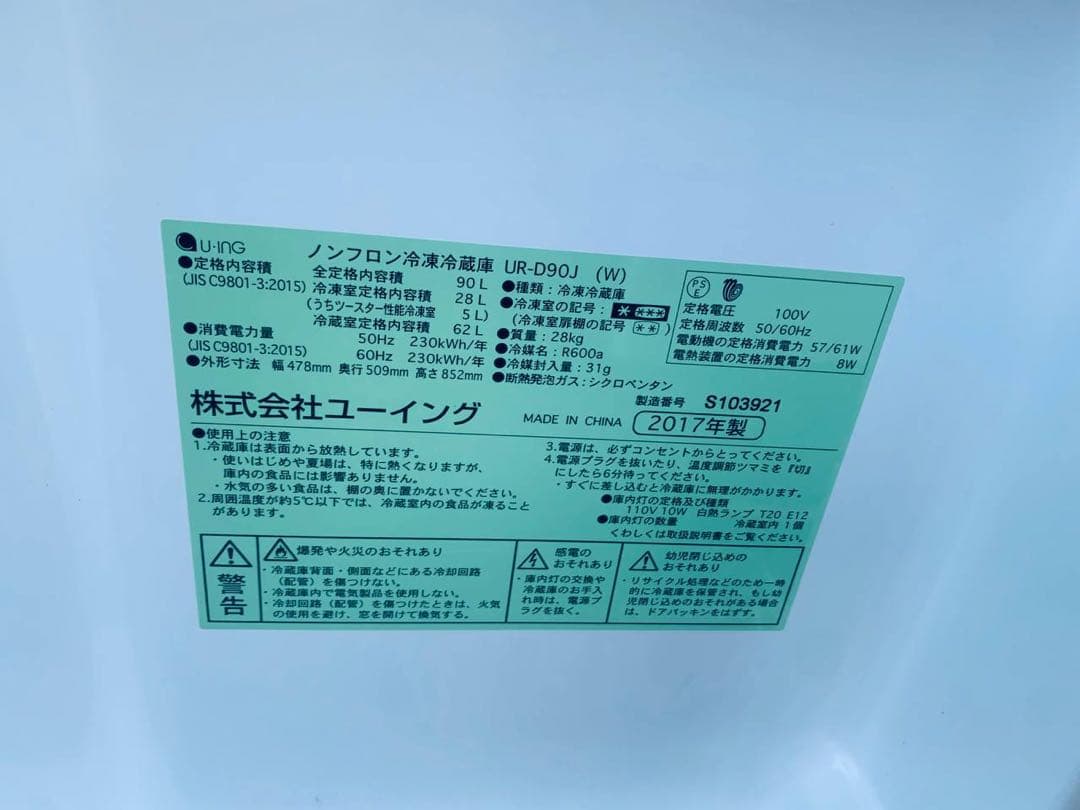 U-ING
ノンフロン冷凍冷蔵庫 UR-D90J (W)
●定格内容積
(JIS C9801-3:2015)
全定格内容積 90 L
冷凍室定格内容積 28 L
(うちツースター性能冷凍室 5 L)
冷蔵室定格内容積 62 L
●消費電力量
(JIS C9801-3:2015)
50Hz 230kWh/年
60Hz 230kWh/年
●外形寸法 幅 478mm 奥行 509mm 高さ 852mm
●種類：冷凍冷蔵庫
●冷凍室の記号：* ***
(冷凍室扉棚の記号 ** )
●質量：28kg
●冷媒名：R600a
●冷媒封入量：31g
●断熱発泡ガス：シクロペンタン
PSE
定格電圧 100V
定格周波数 50/60Hz
電動機の定格消費電力 57/61W
電熱装置の定格消費電力 8W
株式会社ユーイング
製造番号 S103921
MADE IN CHINA 2017年製
●使用上の注意
1.冷蔵庫は表面から放熱しています。
・使いはじめや夏場は、特に熱くなりますが、
庫内の食品には影響ありません。
・水気の多い食品は、棚の奥に置かないでください。
2.周囲温度が約5℃以下では、冷蔵室内の食品が凍ること
があります。
3.電源は、必ずコンセントからとってください。
4.電源プラグを抜いたり、温度調節ツマミを『切』
にしたら6分待ってください。
・すぐに差し込むと冷蔵庫に無理がかかります。
●庫内灯の定格及び種類
110V 10W 白熱ランプ T20 E12
●庫内灯の数量 冷蔵室内 1個
くわしくは取扱説明書をご覧ください。
警告
爆発や火災のおそれあり
・冷蔵庫背面・側面などにある冷却回路
(配管)を傷つけない。
・冷蔵庫内で電気製品を使用しない。
・冷却回路(配管)を傷つけたときは、火気
の使用を避け、窓を開けて換気する。
感電の
おそれあり
・庫内灯の交換や
冷蔵庫のお手入
れ時は、電源プ
ラグを抜く。
幼児閉じ込めの
おそれあり
・リサイクル処理などのため一時
的に冷蔵庫を保管され、もし幼
児閉じ込めのおそれがある場合
は、ドアパッキンをはずす。